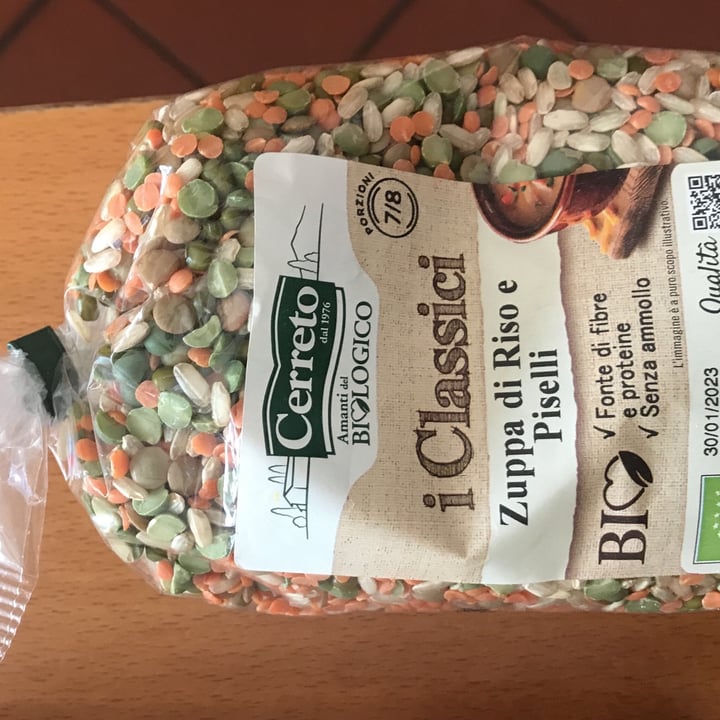 PORZIONI
7/8
Cerreto
dal 1976
Amanti del
BIOLOGICO
i Classici
Zuppa di Riso e
Piselli
BIO
✓ Fonte di fibre
e proteine
✓ Senza ammollo
L'immagine è a puro scopo illustrativo.
Qualità
30/01/2023